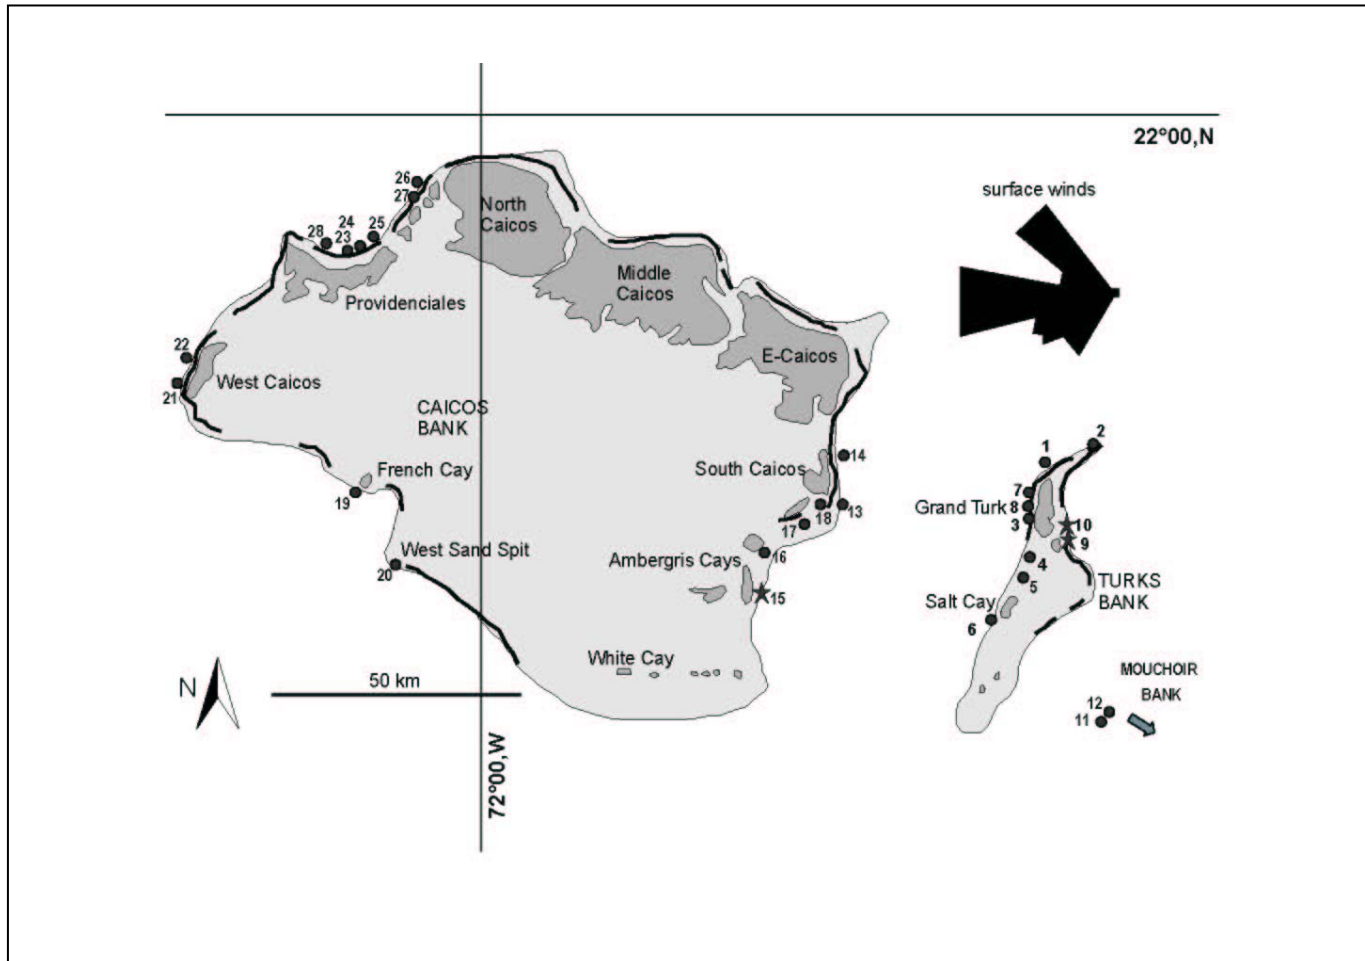 22°00,N
surface winds
26
27
North
Caicos
24
25
28
23
Middle
Caicos
Providenciales
E-Caicos
22
West Caicos
21
CAICOS
BANK
French Cay
19
South Caicos
14
18
13
17
1
2
7
Grand Turk
8
3
10
9
West Sand Spit
20
Ambergris Cays
16
15
4
5
TURKS
BANK
Salt Cay
6
White Cay
N
50 km
MOUCHOIR
BANK
12
11
72°00,W